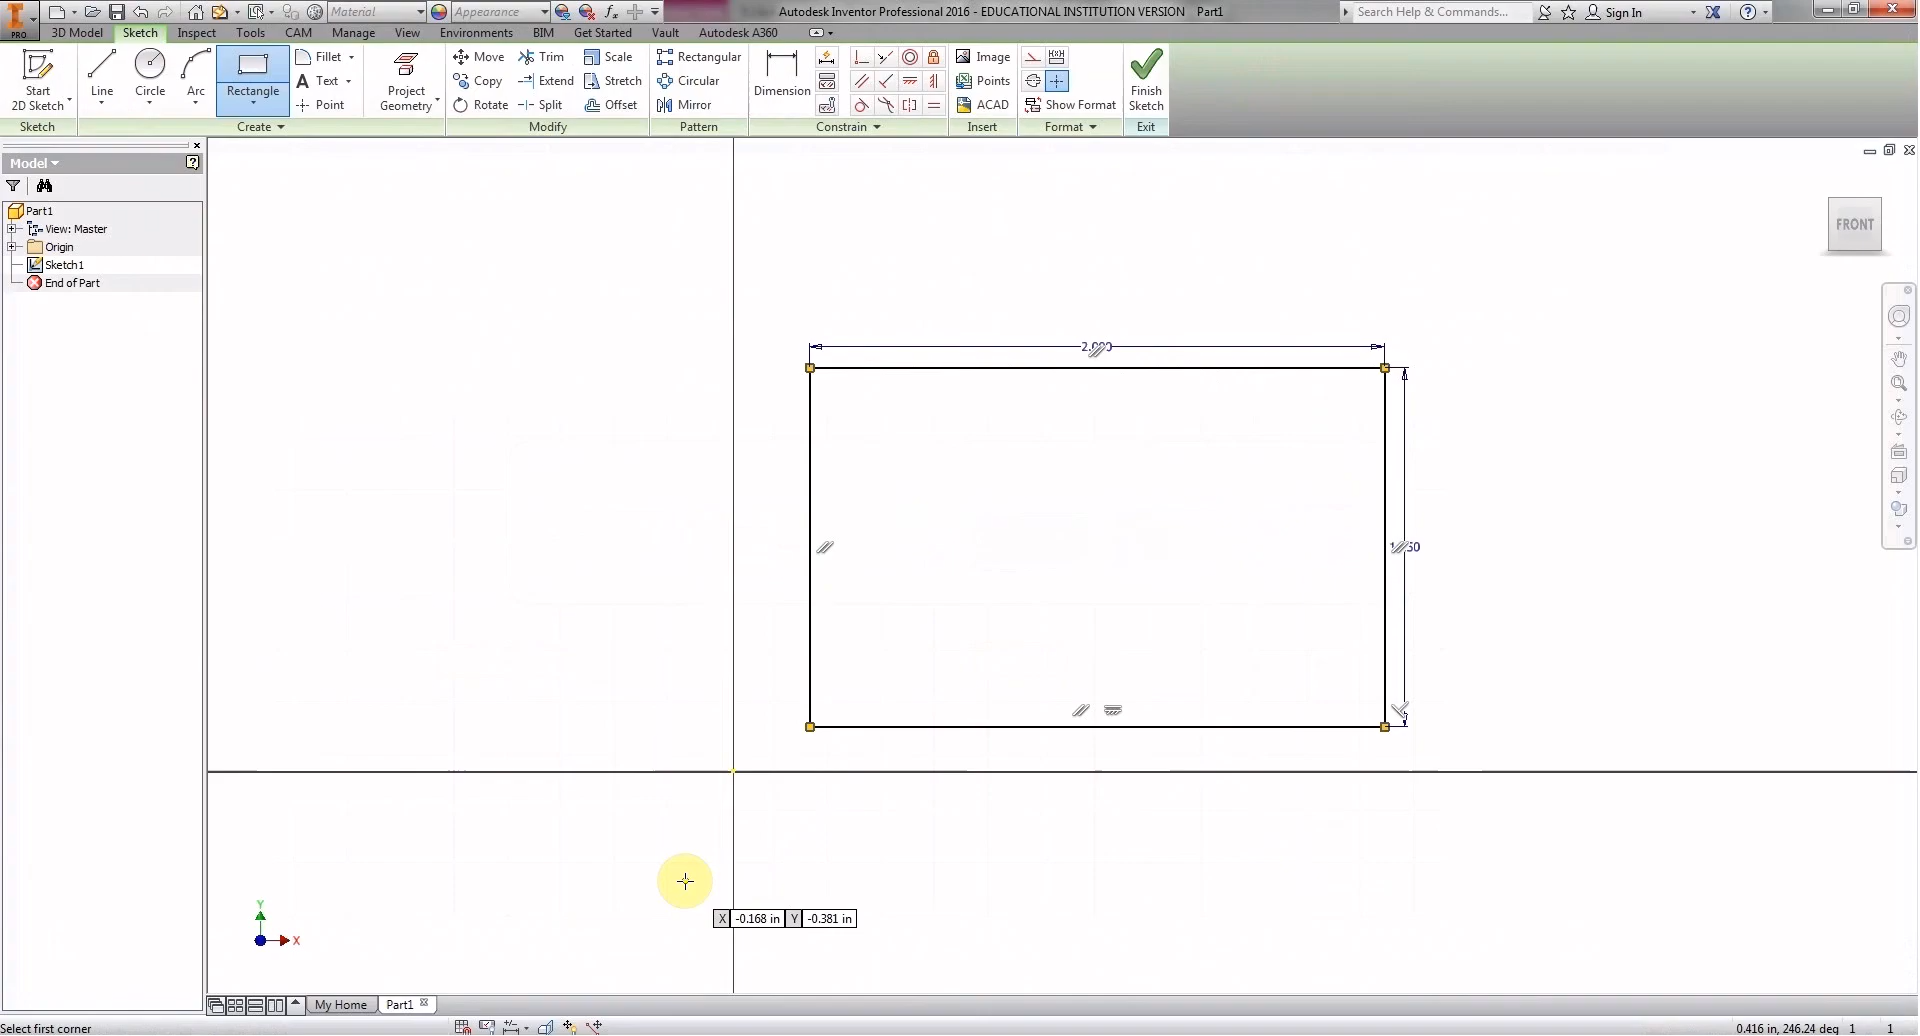 PRO
Material
Appearance
Autodesk Inventor Professional 2016 - EDUCATIONAL INSTITUTION VERSION Part1
Search Help & Commands...
Sign In
3D Model Sketch Inspect Tools CAM Manage View Environments BIM Get Started Vault Autodesk A360
Start
2D Sketch
Line Circle Arc Rectangle
Fillet
Text
Point
Project
Geometry
Move Trim Scale
Copy Extend Stretch
Rotate Split Offset
Rectangular
Circular
Mirror
Dimension
Image
Points
ACAD
Show Format
Finish
Sketch
Sketch Create Modify Pattern Constrain Insert Format Exit
Model
Part1
View: Master
Origin
Sketch1
End of Part
FRONT
X -0.168 in Y -0.381 in
Y
X
My Home Part1
Select first corner
0.416 in, 246.24 deg 1 1